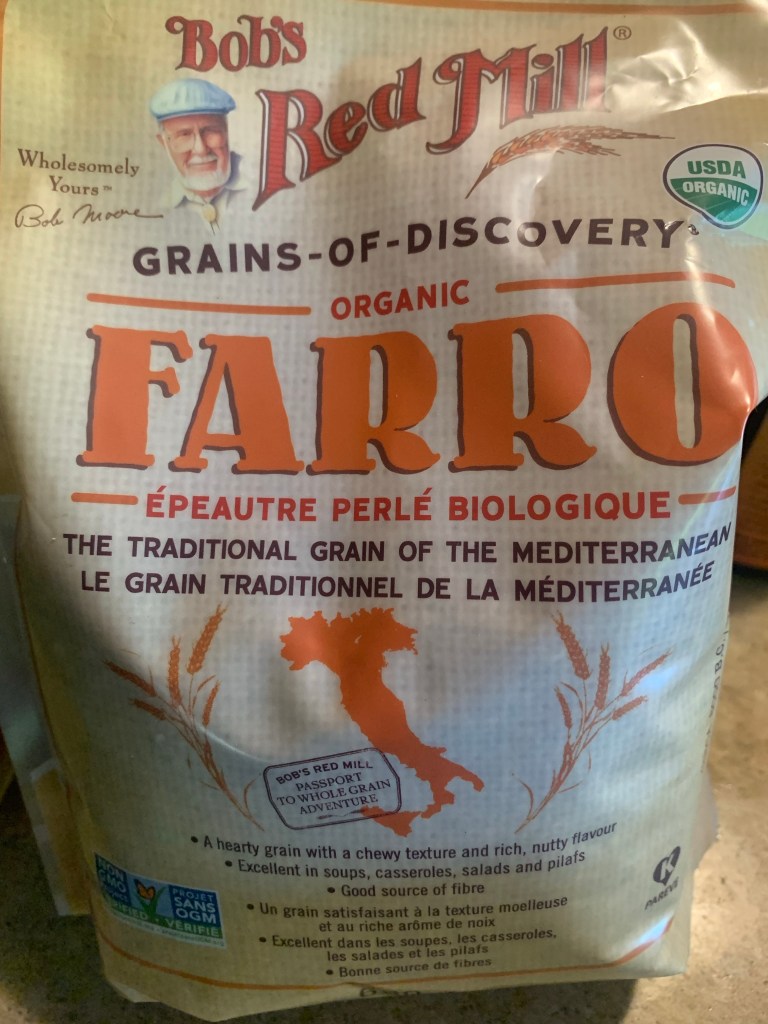 Bob's
Red Mill®
Wholesomely
Yours™
Bob Moore
USDA
ORGANIC
GRAINS-OF-DISCOVERY
ORGANIC
FARRO
ÉPEAUTRE PERLÉ BIOLOGIQUE
THE TRADITIONAL GRAIN OF THE MEDITERRANEAN
LE GRAIN TRADITIONNEL DE LA MÉDITERRANÉE
BOB'S RED MILL
PASSPORT
TO WHOLE GRAIN
ADVENTURE
• A hearty grain with a chewy texture and rich, nutty flavour
• Excellent in soups, casseroles, salads and pilafs
• Good source of fibre
• Un grain satisfaisant à la texture moelleuse
et au riche arôme de noix
• Excellent dans les soupes, les casseroles,
les salades et les pilafs
• Bonne source de fibres
NON
GMO
PROJET
SANS
OGM
VÉRIFIÉ
K
PAREVE